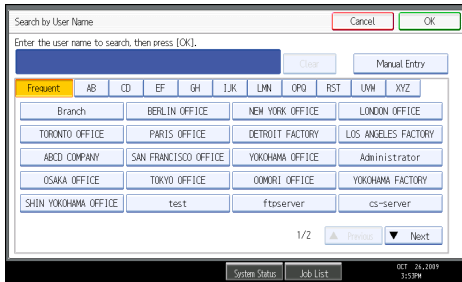 Search by User Name Cancel OK
Enter the user name to search, then press [OK].
Clear Manual Entry
Frequent AB CD EF GH IJK LMN OPQ RST UVW XYZ
Branch BERLIN OFFICE NEW YORK OFFICE LONDON OFFICE
TORONTO OFFICE PARIS OFFICE DETROIT FACTORY LOS ANGELES FACTORY
ABCD COMPANY SAN FRANCISCO OFFICE YOKOHAMA OFFICE Administrator
OSAKA OFFICE TOKYO OFFICE OOMORI OFFICE YOKOHAMA FACTORY
SHIN YOKOHAMA OFFICE test ftpserver cs-server
1/2 ▲ Previous ▼ Next
System Status Job List OCT 26,2009
3:53PM